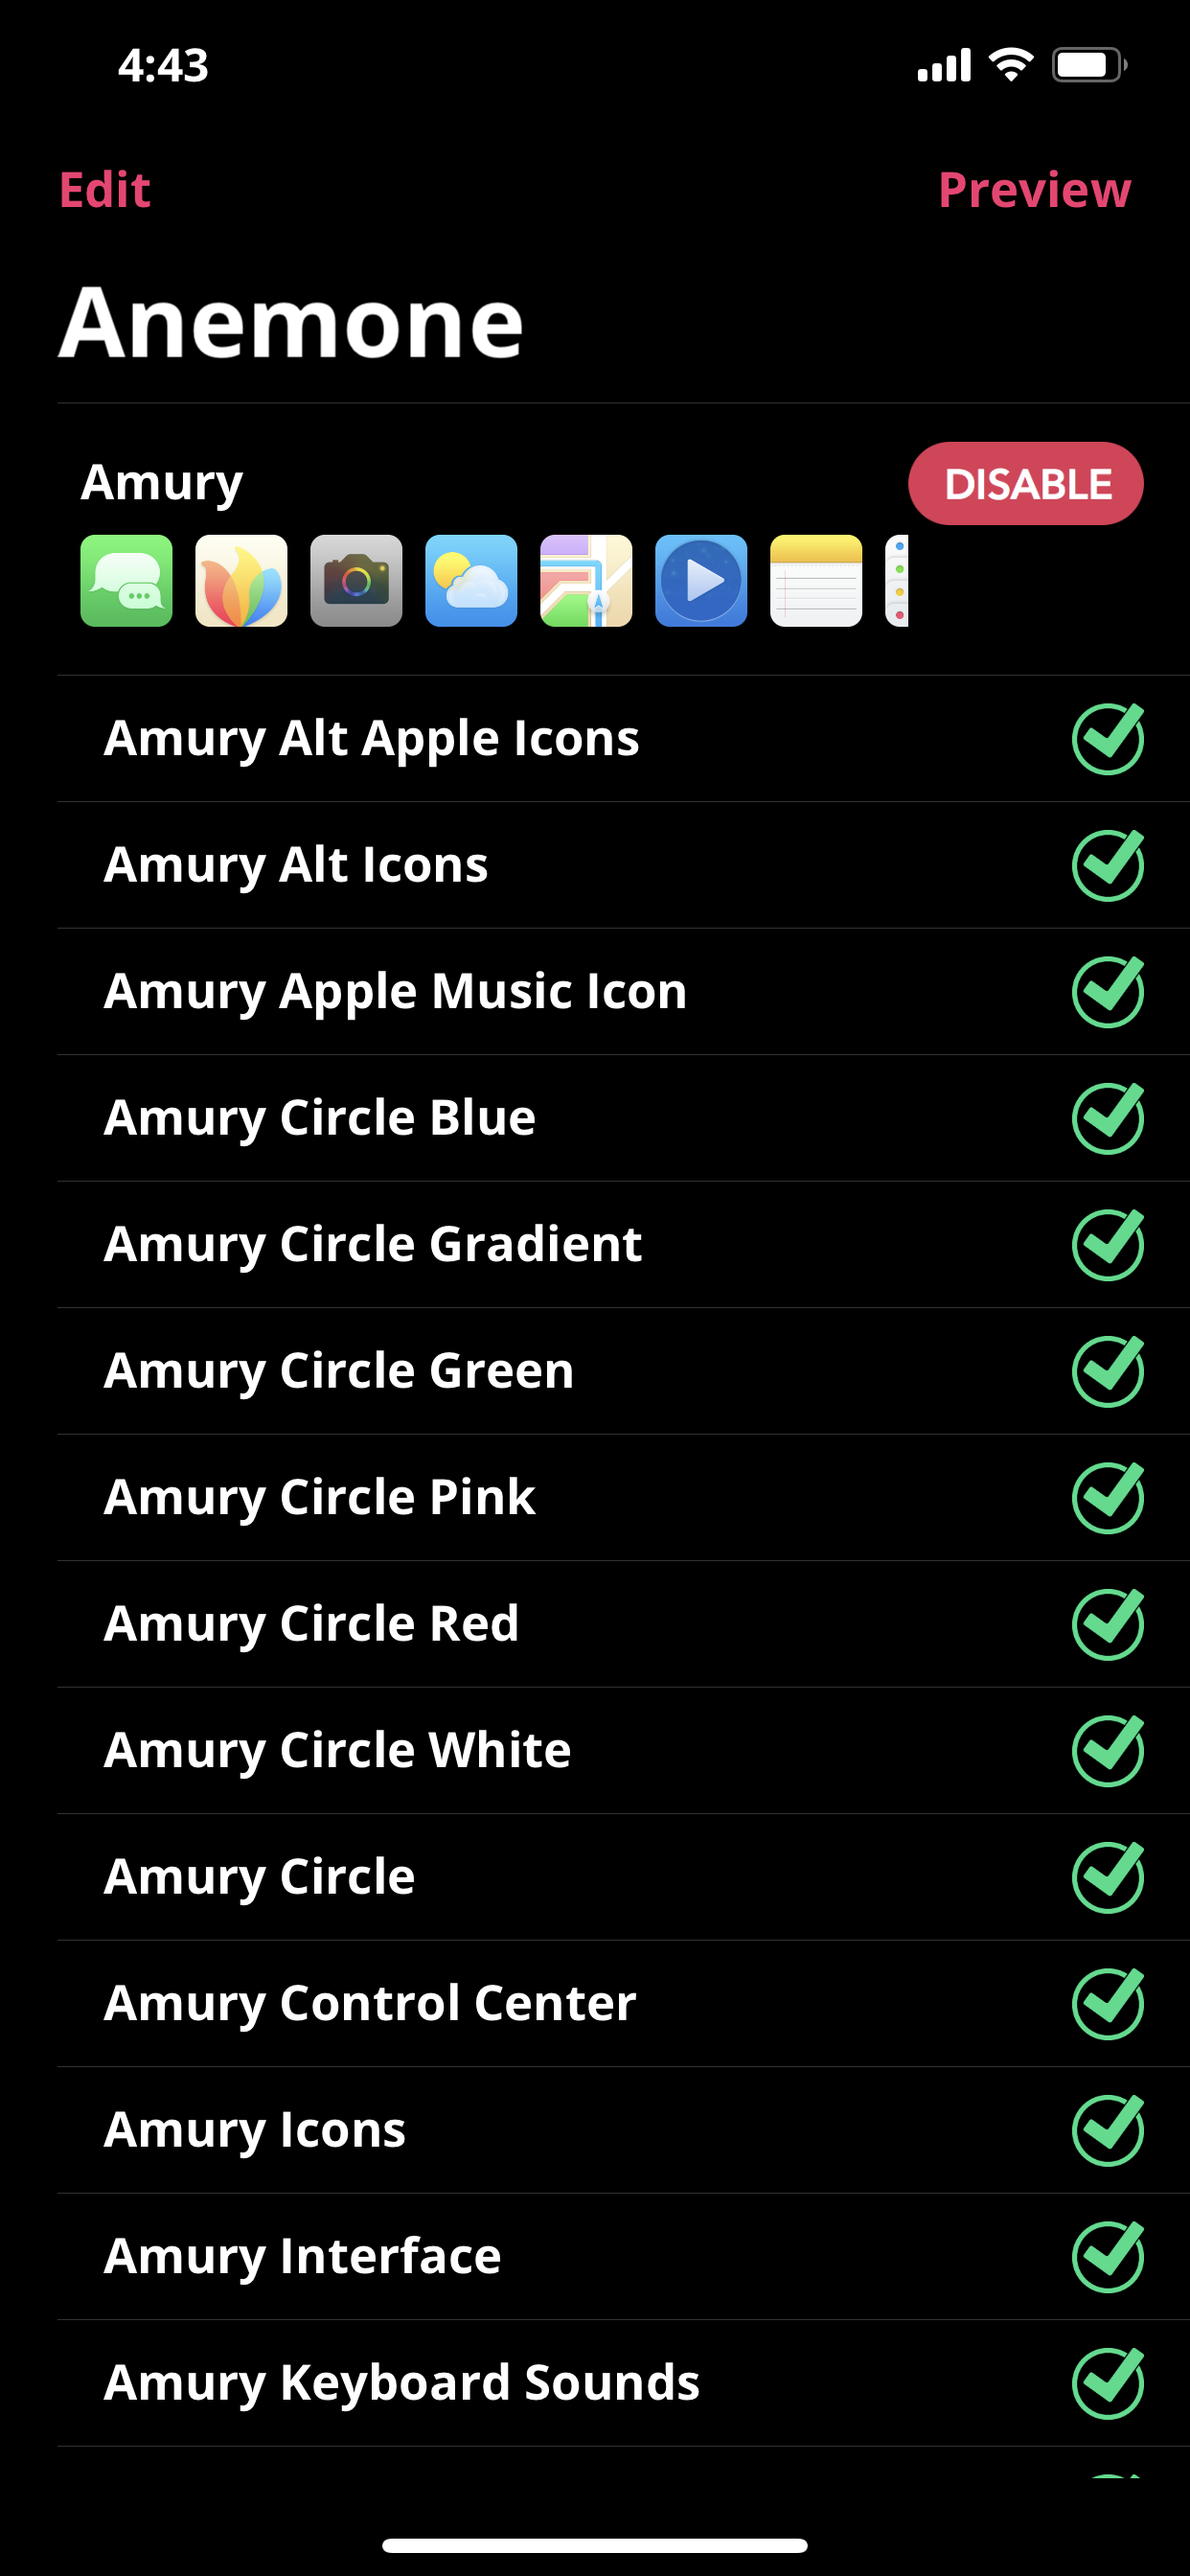 4:43
Edit
Preview
Anemone
Amury
DISABLE
Amury Alt Apple Icons
Amury Alt Icons
Amury Apple Music Icon
Amury Circle Blue
Amury Circle Gradient
Amury Circle Green
Amury Circle Pink
Amury Circle Red
Amury Circle White
Amury Circle
Amury Control Center
Amury Icons
Amury Interface
Amury Keyboard Sounds